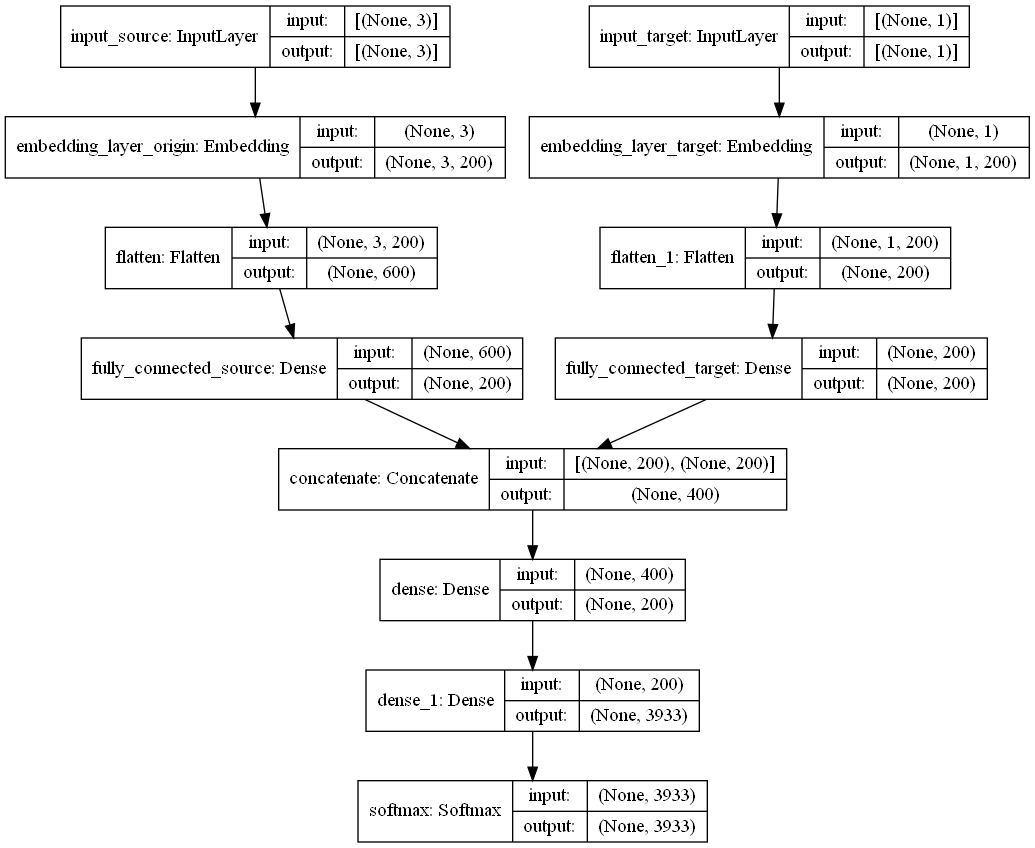 input_source: InputLayer
input: [(None, 3)]
output: [(None, 3)]
input_target: InputLayer
input: [(None, 1)]
output: [(None, 1)]
embedding_layer_origin: Embedding
input: (None, 3)
output: (None, 3, 200)
embedding_layer_target: Embedding
input: (None, 1)
output: (None, 1, 200)
flatten: Flatten
input: (None, 3, 200)
output: (None, 600)
flatten_1: Flatten
input: (None, 1, 200)
output: (None, 200)
fully_connected_source: Dense
input: (None, 600)
output: (None, 200)
fully_connected_target: Dense
input: (None, 200)
output: (None, 200)
concatenate: Concatenate
input: [(None, 200), (None, 200)]
output: (None, 400)
dense: Dense
input: (None, 400)
output: (None, 200)
dense_1: Dense
input: (None, 200)
output: (None, 3933)
softmax: Softmax
input: (None, 3933)
output: (None, 3933)